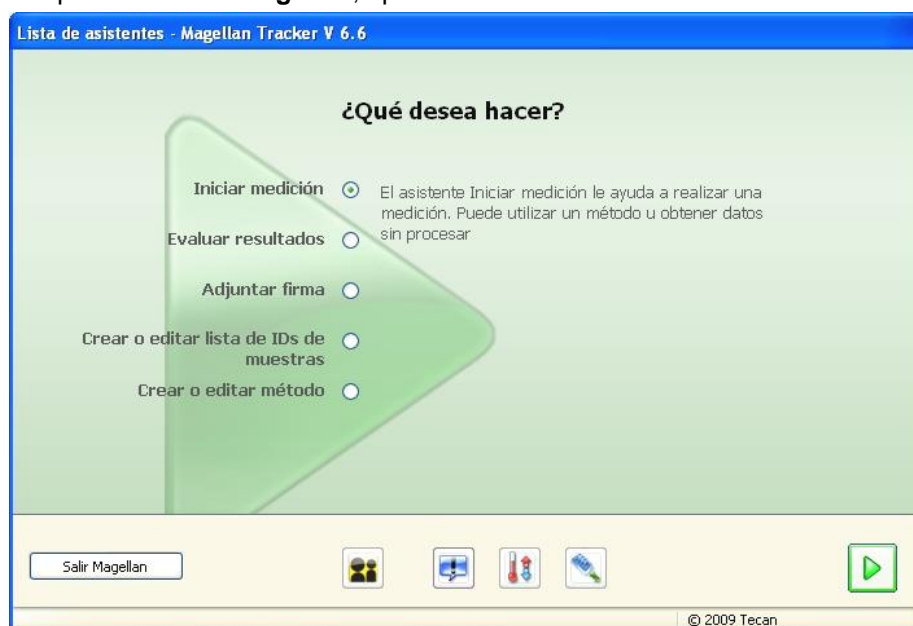 Lista de asistentes - Magellan Tracker V 6.6
¿Qué desea hacer?
Iniciar medición
El asistente Iniciar medición le ayuda a realizar una
medición. Puede utilizar un método u obtener datos
sin procesar
Evaluar resultados
Adjuntar firma
Crear o editar lista de IDs de
muestras
Crear o editar método
Salir Magellan
© 2009 Tecan